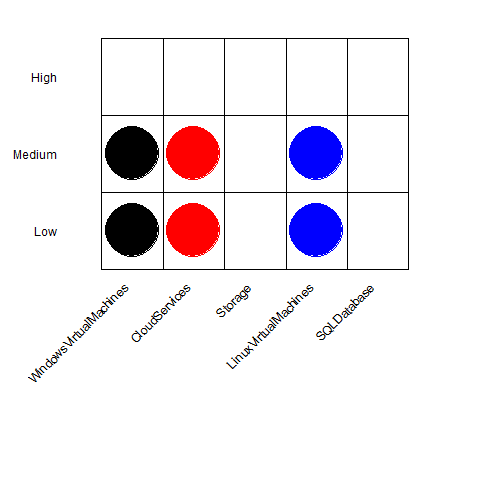 High
Medium
Low
WindowsVirtualMachines
CloudServices
Storage
LinuxVirtualMachines
SQLDatabase